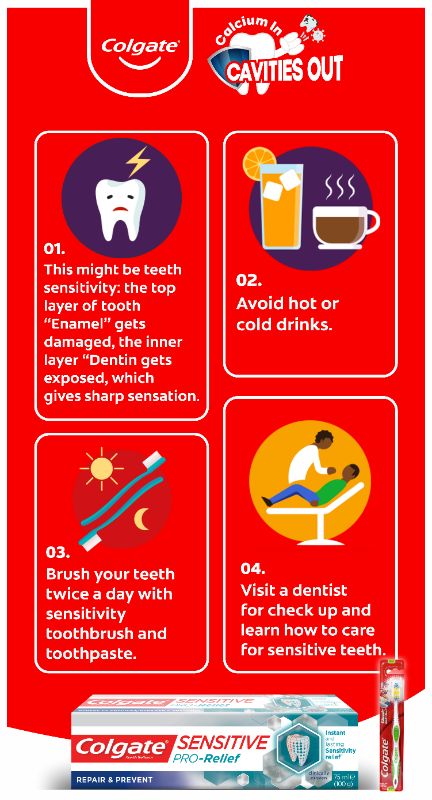 Colgate
Calcium In
CAVITIES OUT
01.
This might be teeth
sensitivity: the top
layer of tooth
“Enamel” gets
damaged, the inner
layer “Dentin gets
exposed, which
gives sharp sensation.
02.
Avoid hot or
cold drinks.
03.
Brush your teeth
twice a day with
sensitivity
toothbrush and
toothpaste.
04.
Visit a dentist
for check up and
learn how to care
for sensitive teeth.
Colgate
SENSITIVE
PRO-Relief
REPAIR & PREVENT
Instant
and
lasting
Sensitivity
relief
clinically
proven
75 ml e
(100 g)